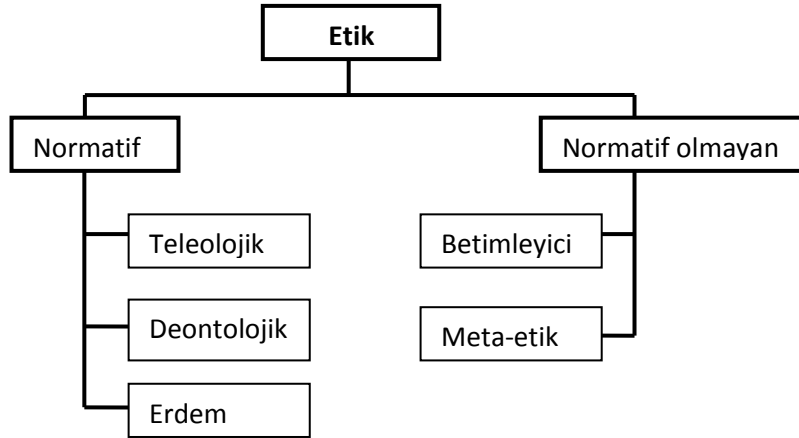 Etik
Normatif
Normatif olmayan
Teleolojik
Betimleyici
Deontolojik
Meta-etik
Erdem